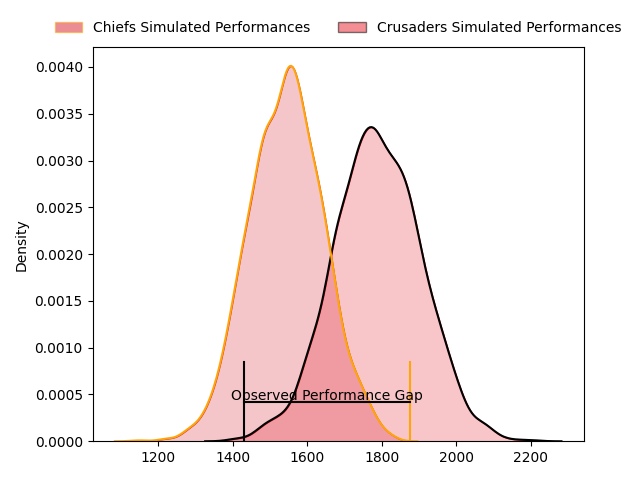 Chiefs Simulated Performances Crusaders Simulated Performances
0.0040
0.0035
0.0030
0.0025
0.0020
0.0015
0.0010
0.0005
0.0000
Density
Observed Performance Gap
1200 1400 1600 1800 2000 2200